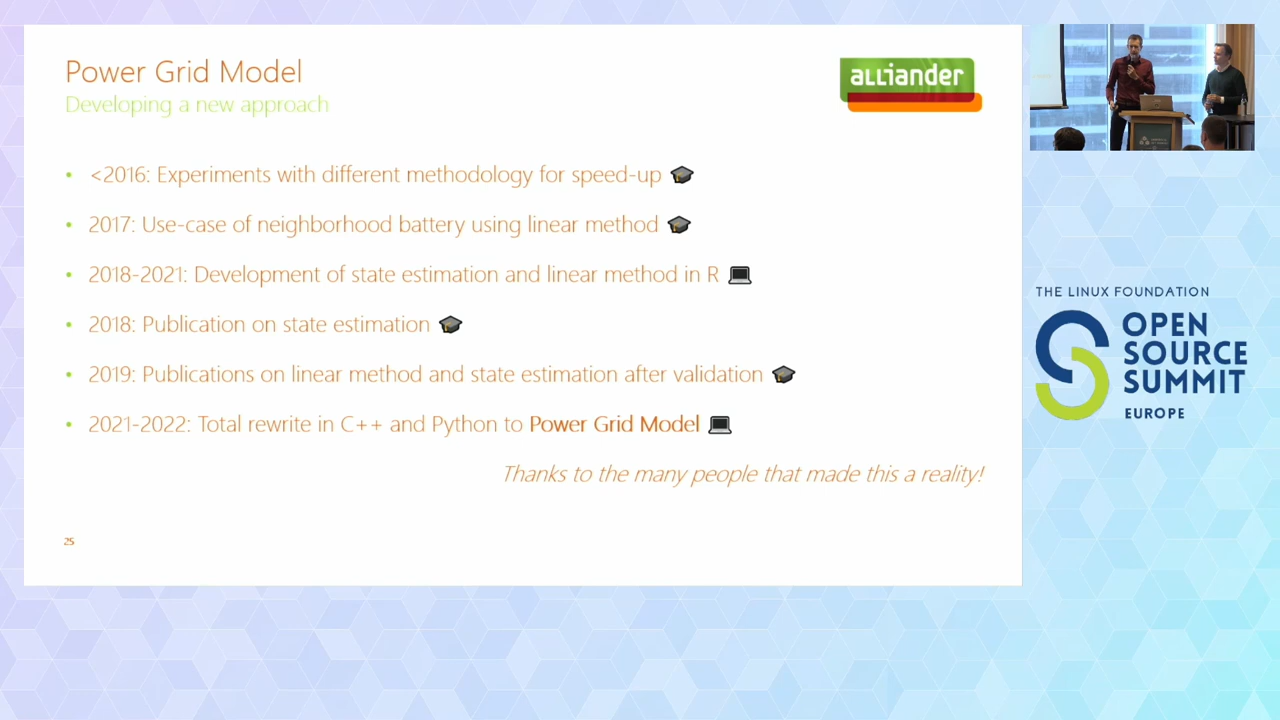 Power Grid Model
Developing a new approach
alliander
• <2016: Experiments with different methodology for speed-up
• 2017: Use-case of neighborhood battery using linear method
• 2018-2021: Development of state estimation and linear method in R
• 2018: Publication on state estimation
• 2019: Publications on linear method and state estimation after validation
• 2021-2022: Total rewrite in C++ and Python to Power Grid Model
Thanks to the many people that made this a reality!
25
THE LINUX FOUNDATION
OPEN
SOURCE
SUMMIT
EUROPE